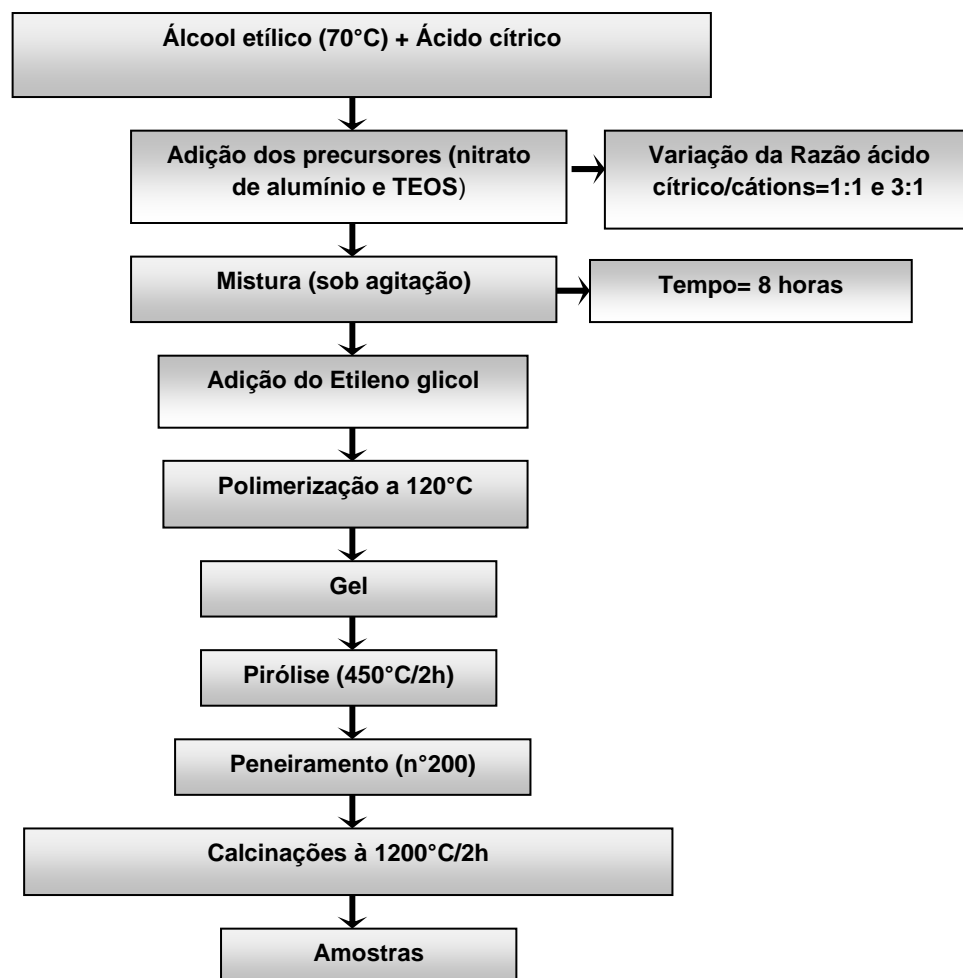 Álcool etílico (70°C) + Ácido cítrico
Adição dos precursores (nitrato
de alumínio e TEOS)
Variação da Razão ácido
cítrico/cátions=1:1 e 3:1
Mistura (sob agitação)
Tempo= 8 horas
Adição do Etileno glicol
Polimerização a 120°C
Gel
Pirólise (450°C/2h)
Peneiramento (n°200)
Calcinações à 1200°C/2h
Amostras